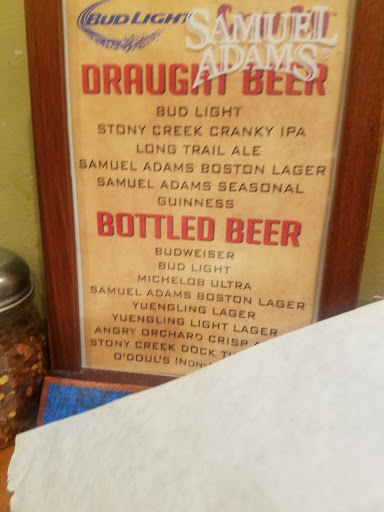 BUD LIGHT
SAMUEL
ADAMS
DRAUGHT BEER
BUD LIGHT
STONY CREEK CRANKY IPA
LONG TRAIL ALE
SAMUEL ADAMS BOSTON LAGER
SAMUEL ADAMS SEASONAL
GUINNESS
BOTTLED BEER
BUDWEISER
BUD LIGHT
MICHELOB ULTRA
SAMUEL ADAMS BOSTON LAGER
YUENGLING LAGER
YUENGLING LIGHT LAGER
ANGRY ORCHARD CRISP
STONY CREEK DOCK
O'DOUL'S